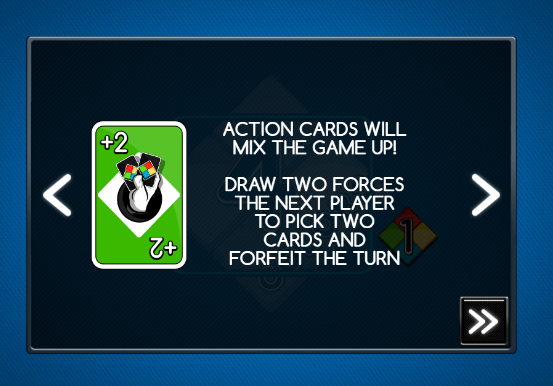 +2
+2
ACTION CARDS WILL
MIX THE GAME UP!
DRAW TWO FORCES
THE NEXT PLAYER
TO PICK TWO
CARDS AND
FORFEIT THE TURN
1